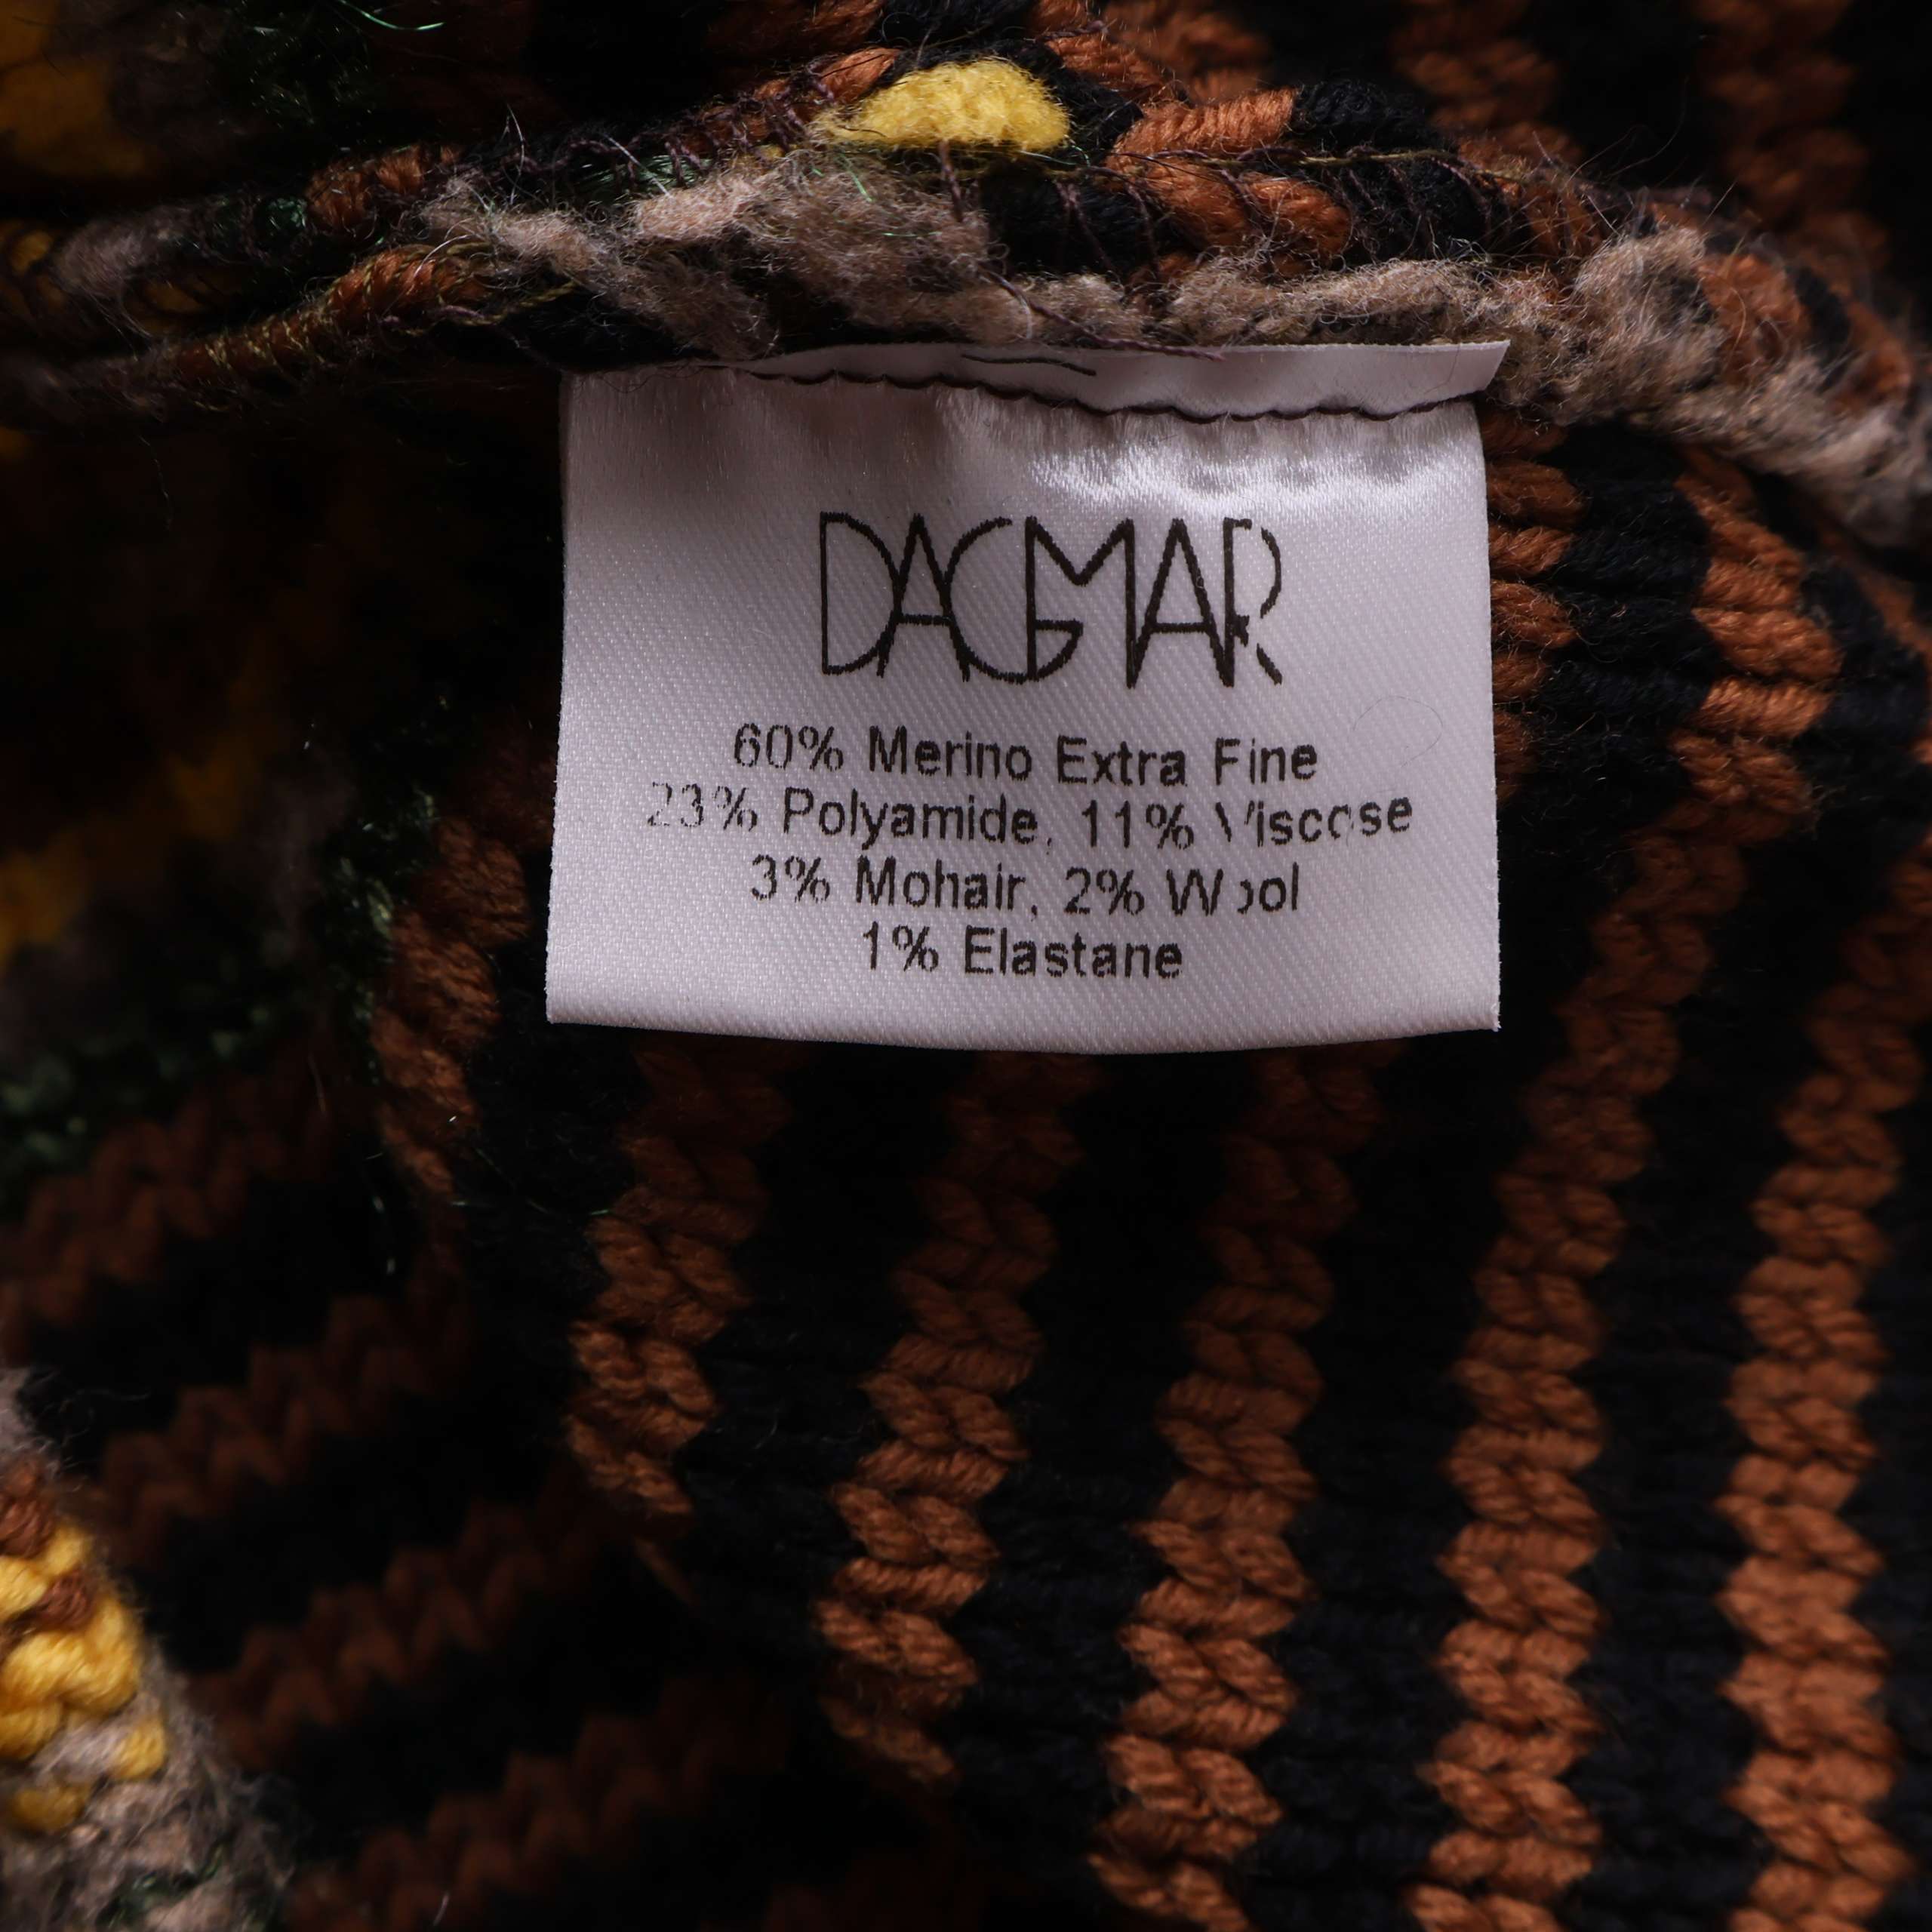 DAGMAR
60% Merino Extra Fine
23% Polyamide, 11% Viscose
3% Mohair, 2% Wool
1% Elastane